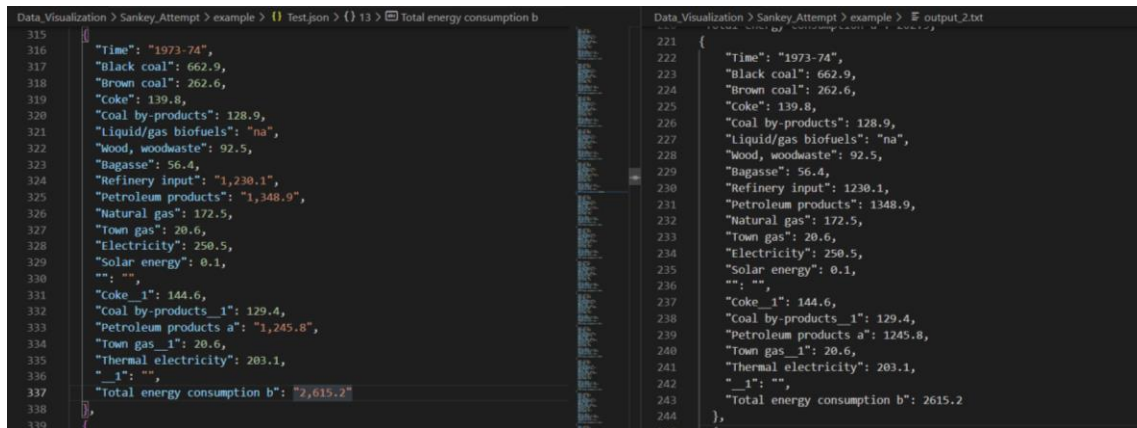 Data_Visualization > Sankey_Attempt > example > {} Test.json > {} 13 > Total energy consumption b
315 {
316 "Time": "1973-74",
317 "Black coal": 662.9,
318 "Brown coal": 262.6,
319 "Coke": 139.8,
320 "Coal by-products": 128.9,
321 "Liquid/gas biofuels": "na",
322 "Wood, woodwaste": 92.5,
323 "Bagasse": 56.4,
324 "Refinery input": "1,230.1",
325 "Petroleum products": "1,348.9",
326 "Natural gas": 172.5,
327 "Town gas": 20.6,
328 "Electricity": 250.5,
329 "Solar energy": 0.1,
330 "": "",
331 "Coke__1": 144.6,
332 "Coal by-products__1": 129.4,
333 "Petroleum products a": "1,245.8",
334 "Town gas__1": 20.6,
335 "Thermal electricity": 203.1,
336 "__1": "",
337 "Total energy consumption b": "2,615.2"
338 },
339 {
Data_Visualization > Sankey_Attempt > example > output_2.txt
221 {
222 "Time": "1973-74",
223 "Black coal": 662.9,
224 "Brown coal": 262.6,
225 "Coke": 139.8,
226 "Coal by-products": 128.9,
227 "Liquid/gas biofuels": "na",
228 "Wood, woodwaste": 92.5,
229 "Bagasse": 56.4,
230 "Refinery input": 1230.1,
231 "Petroleum products": 1348.9,
232 "Natural gas": 172.5,
233 "Town gas": 20.6,
234 "Electricity": 250.5,
235 "Solar energy": 0.1,
236 "": "",
237 "Coke__1": 144.6,
238 "Coal by-products__1": 129.4,
239 "Petroleum products a": 1245.8,
240 "Town gas__1": 20.6,
241 "Thermal electricity": 203.1,
242 "__1": "",
243 "Total energy consumption b": 2615.2
244 },